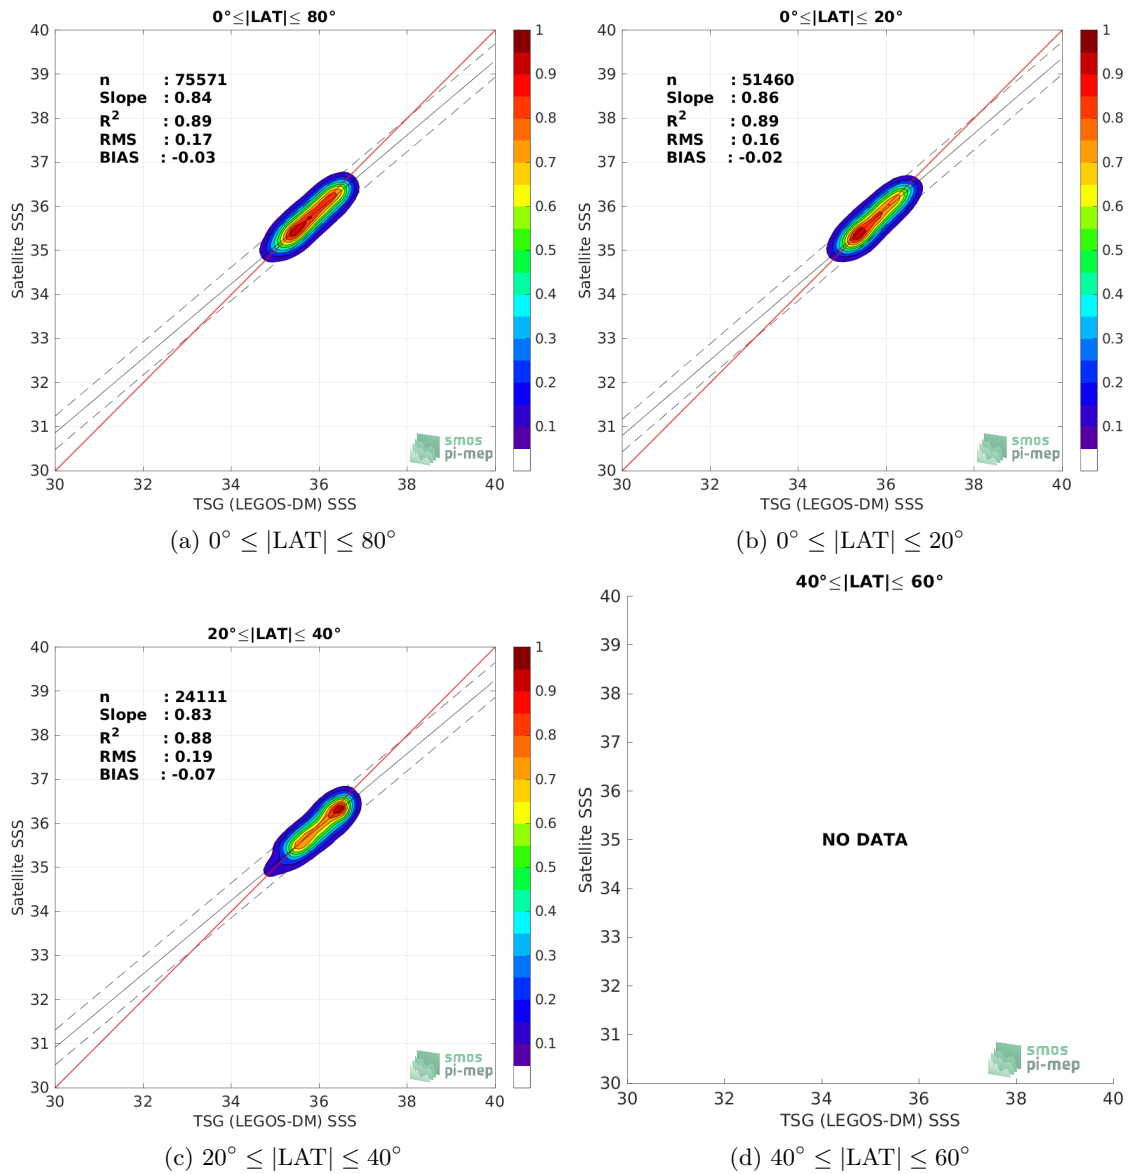 0°≤|LAT|≤ 80°
40
39
38
37
36
35
34
33
32
31
30
Satellite SSS
n : 75571
Slope : 0.84
R² : 0.89
RMS : 0.17
BIAS : -0.03
smos
pi-mep
30 32 34 36 38 40
TSG (LEGOS-DM) SSS
1
0.9
0.8
0.7
0.6
0.5
0.4
0.3
0.2
0.1
(a) 0° ≤ |LAT| ≤ 80°
0°≤|LAT|≤ 20°
40
39
38
37
36
35
34
33
32
31
30
Satellite SSS
n : 51460
Slope : 0.86
R² : 0.89
RMS : 0.16
BIAS : -0.02
smos
pi-mep
30 32 34 36 38 40
TSG (LEGOS-DM) SSS
1
0.9
0.8
0.7
0.6
0.5
0.4
0.3
0.2
0.1
(b) 0° ≤ |LAT| ≤ 20°
20°≤|LAT|≤ 40°
40
39
38
37
36
35
34
33
32
31
30
Satellite SSS
n : 24111
Slope : 0.83
R² : 0.88
RMS : 0.19
BIAS : -0.07
smos
pi-mep
30 32 34 36 38 40
TSG (LEGOS-DM) SSS
1
0.9
0.8
0.7
0.6
0.5
0.4
0.3
0.2
0.1
(c) 20° ≤ |LAT| ≤ 40°
40°≤|LAT|≤ 60°
40
39
38
37
36
35
34
33
32
31
30
Satellite SSS
NO DATA
smos
pi-mep
30 32 34 36 38 40
TSG (LEGOS-DM) SSS
(d) 40° ≤ |LAT| ≤ 60°